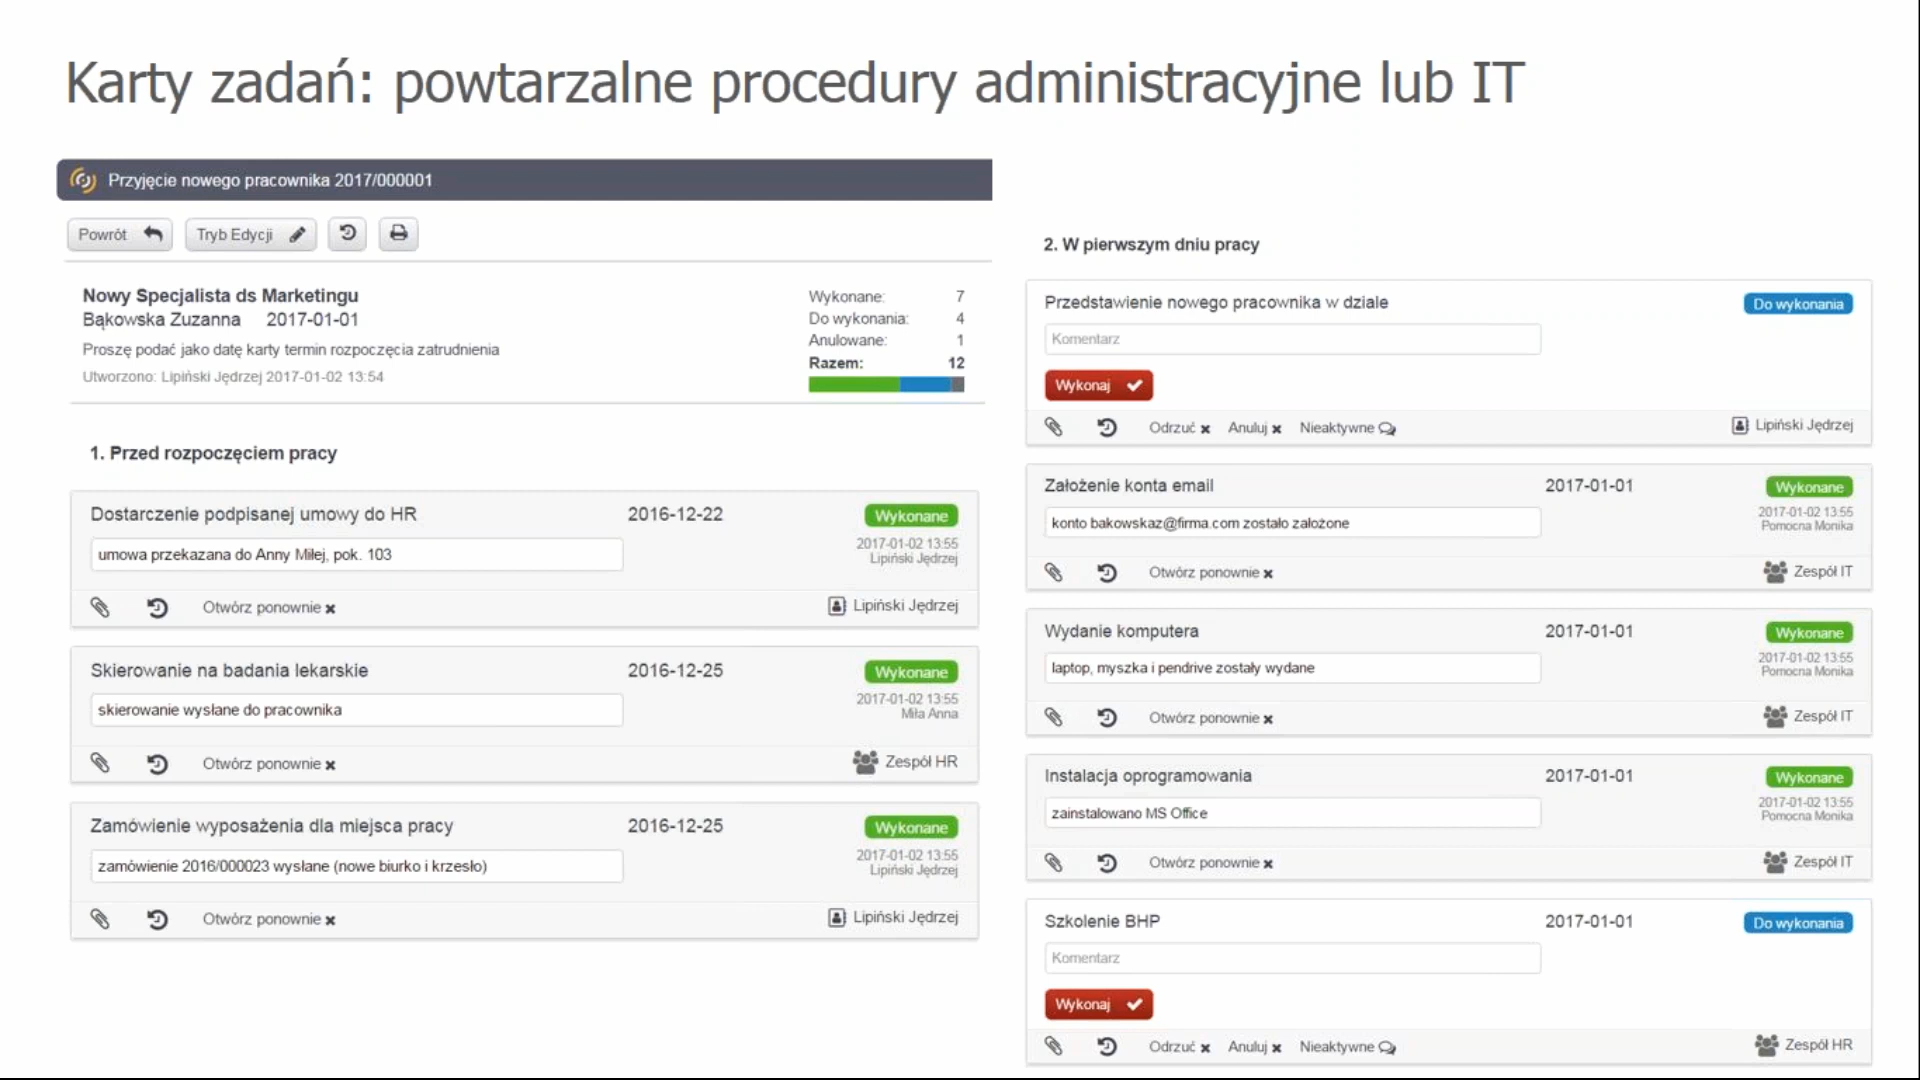 Karty zadań: powtarzalne procedury administracyjne lub IT
Przyjęcie nowego pracownika 2017/000001
Powrót
Tryb Edycji
Nowy Specjalista ds Marketingu
Bąkowska Zuzanna 2017-01-01
Proszę podać jako datę karty termin rozpoczęcia zatrudnienia
Utworzono: Lipiński Jędrzej 2017-01-02 13:54
Wykonane: 7
Do wykonania: 4
Anulowane: 1
Razem: 12
1. Przed rozpoczęciem pracy
Dostarczenie podpisanej umowy do HR 2016-12-22 Wykonane
umowa przekazana do Anny Miłej, pok. 103
2017-01-02 13:55
Lipiński Jędrzej
Otwórz ponownie Lipiński Jędrzej
Skierowanie na badania lekarskie 2016-12-25 Wykonane
skierowanie wysłane do pracownika
2017-01-02 13:55
Miła Anna
Otwórz ponownie Zespół HR
Zamówienie wyposażenia dla miejsca pracy 2016-12-25 Wykonane
zamówienie 2016/000023 wysłane (nowe biurko i krzesło)
2017-01-02 13:55
Lipiński Jędrzej
Otwórz ponownie Lipiński Jędrzej
2. W pierwszym dniu pracy
Przedstawienie nowego pracownika w dziale Do wykonania
Komentarz
Wykonaj
Odrzuć Anuluj Nieaktywne Lipiński Jędrzej
Założenie konta email 2017-01-01 Wykonane
konto bakowskaz@firma.com zostało założone
2017-01-02 13:55
Pomocna Monika
Otwórz ponownie Zespół IT
Wydanie komputera 2017-01-01 Wykonane
laptop, myszka i pendrive zostały wydane
2017-01-02 13:55
Pomocna Monika
Otwórz ponownie Zespół IT
Instalacja oprogramowania 2017-01-01 Wykonane
zainstalowano MS Office
2017-01-02 13:55
Pomocna Monika
Otwórz ponownie Zespół IT
Szkolenie BHP 2017-01-01 Do wykonania
Komentarz
Wykonaj
Odrzuć Anuluj Nieaktywne Zespół HR